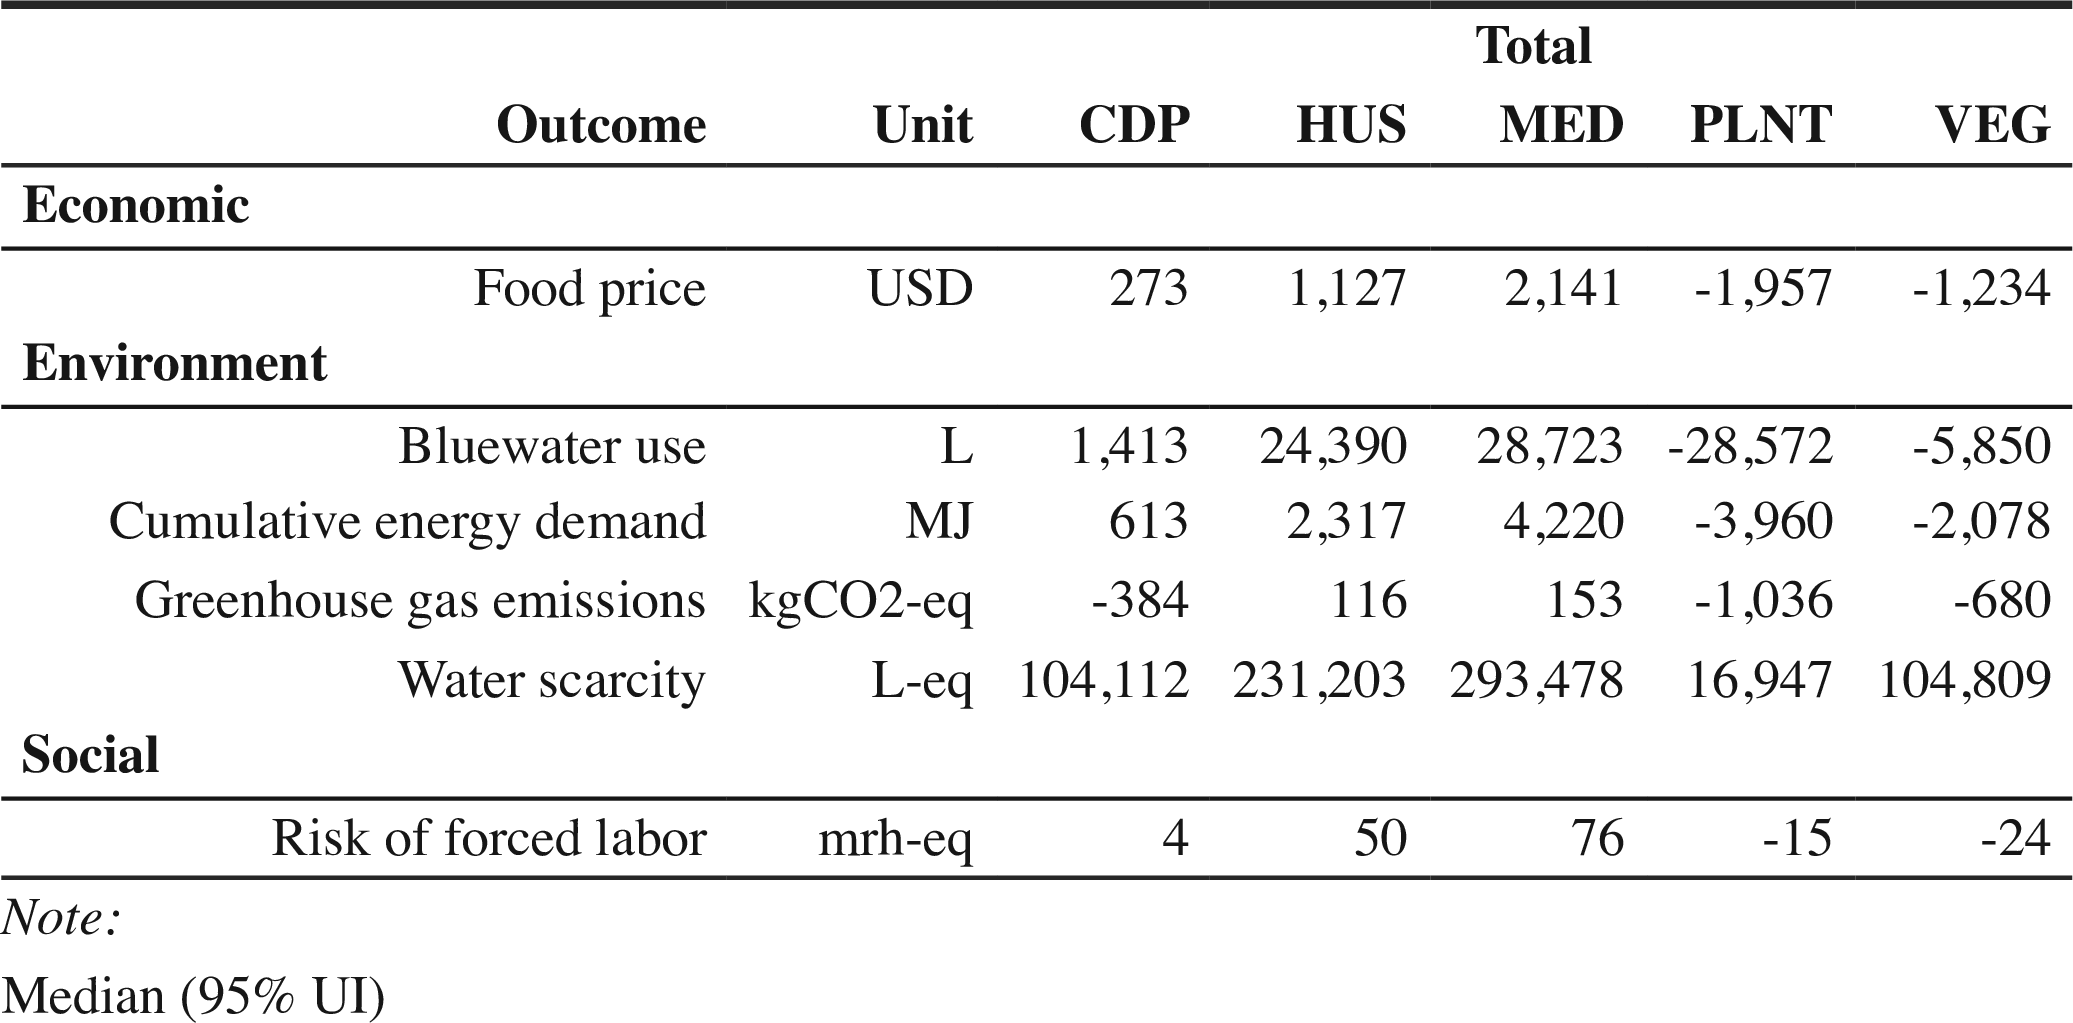 Total
Outcome Unit CDP HUS MED PLNT VEG
Economic
Food price USD 273 1,127 2,141 -1,957 -1,234
Environment
Bluewater use L 1,413 24,390 28,723 -28,572 -5,850
Cumulative energy demand MJ 613 2,317 4,220 -3,960 -2,078
Greenhouse gas emissions kgCO2-eq -384 116 153 -1,036 -680
Water scarcity L-eq 104,112 231,203 293,478 16,947 104,809
Social
Risk of forced labor mrh-eq 4 50 76 -15 -24
Note:
Median (95% UI)